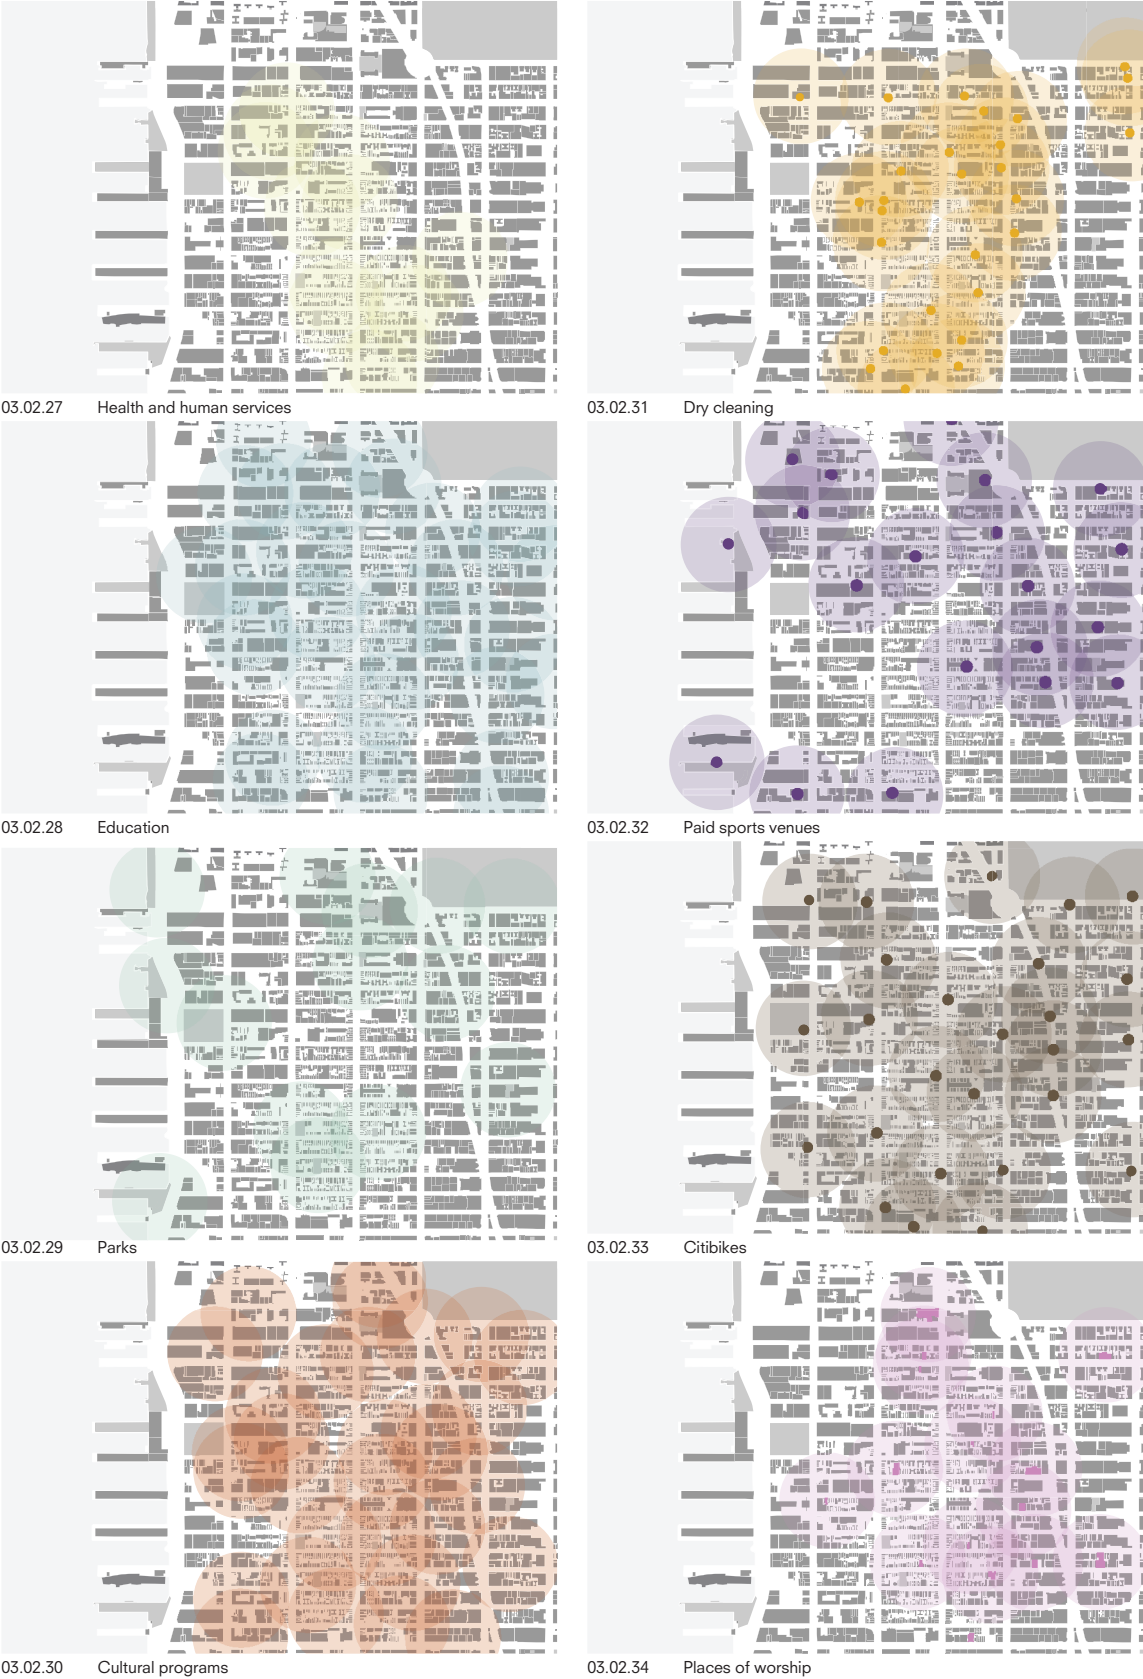 03.02.27 Health and human services
03.02.31 Dry cleaning
03.02.28 Education
03.02.32 Paid sports venues
03.02.29 Parks
03.02.33 Citibikes
03.02.30 Cultural programs
03.02.34 Places of worship